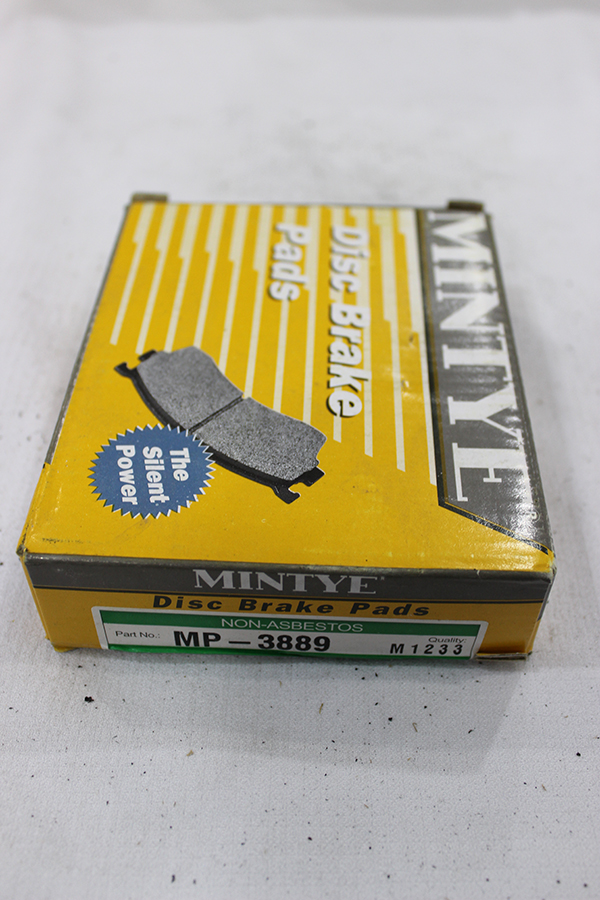 MINTYE
Disc Brake
Pads
The
Silent
Power
MINTYE
Disc Brake Pads
NON-ASBESTOS
Part No.: MP-3889
Quality:
M1233